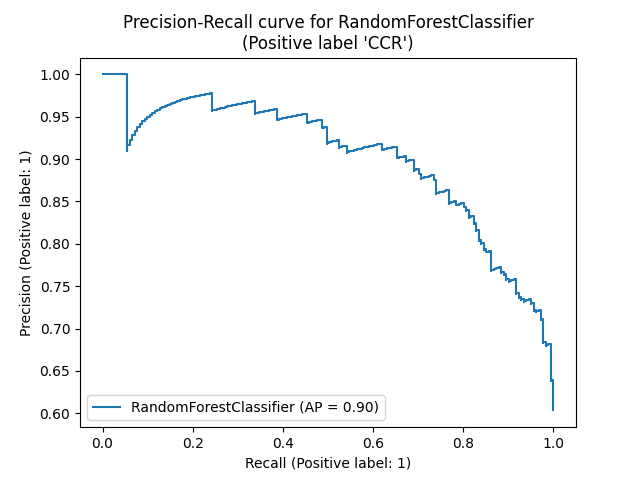 Precision-Recall curve for RandomForestClassifier
(Positive label 'CCR')
1.00
0.95
0.90
0.85
0.80
0.75
0.70
0.65
0.60
Precision (Positive label: 1)
RandomForestClassifier (AP = 0.90)
0.0 0.2 0.4 0.6 0.8 1.0
Recall (Positive label: 1)